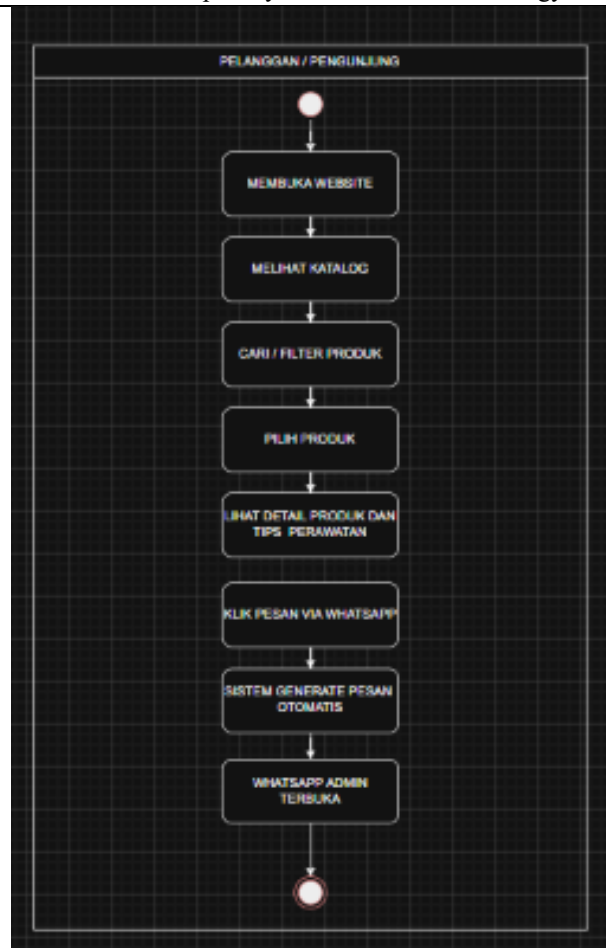 PELANGGAN / PENGUNJUNG
MEMBUKA WEBSITE
MELIHAT KATALOG
CARI / FILTER PRODUK
PILIH PRODUK
LIHAT DETAIL PRODUK DAN
TIPS PERAWATAN
KLIK PESAN VIA WHATSAPP
SISTEM GENERATE PESAN
OTOMATIS
WHATSAPP ADMIN
TERBUKA